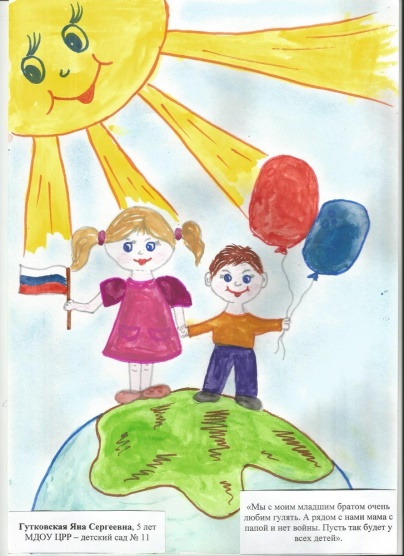 Гутковская Яна Сергеевна, 5 лет
МДОУ ЦРР – детский сад № 11
«Мы с моим младшим братом очень
любим гулять. А рядом с нами мама с
папой и нет войны. Пусть так будет у
всех детей».